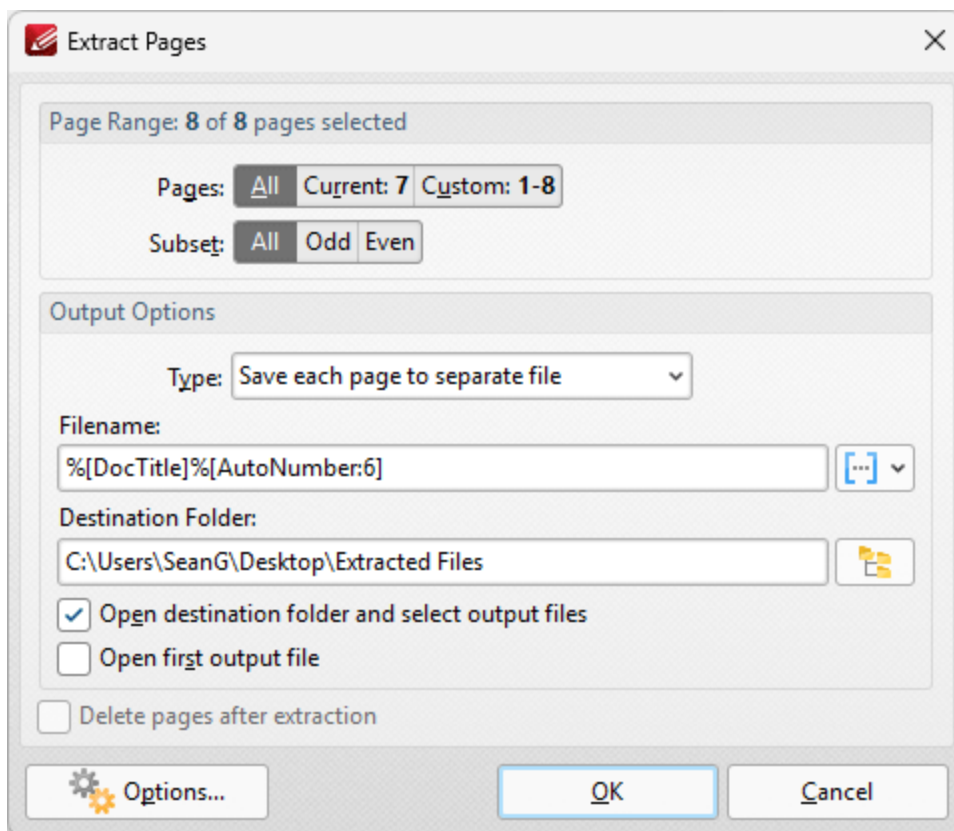 Extract Pages
Page Range: 8 of 8 pages selected
Pages: All Current: 7 Custom: 1-8
Subset: All Odd Even
Output Options
Type: Save each page to separate file
Filename:
%[DocTitle]%[AutoNumber:6]
Destination Folder:
C:\Users\SeanG\Desktop\Extracted Files
Open destination folder and select output files
Open first output file
Delete pages after extraction
Options... OK Cancel